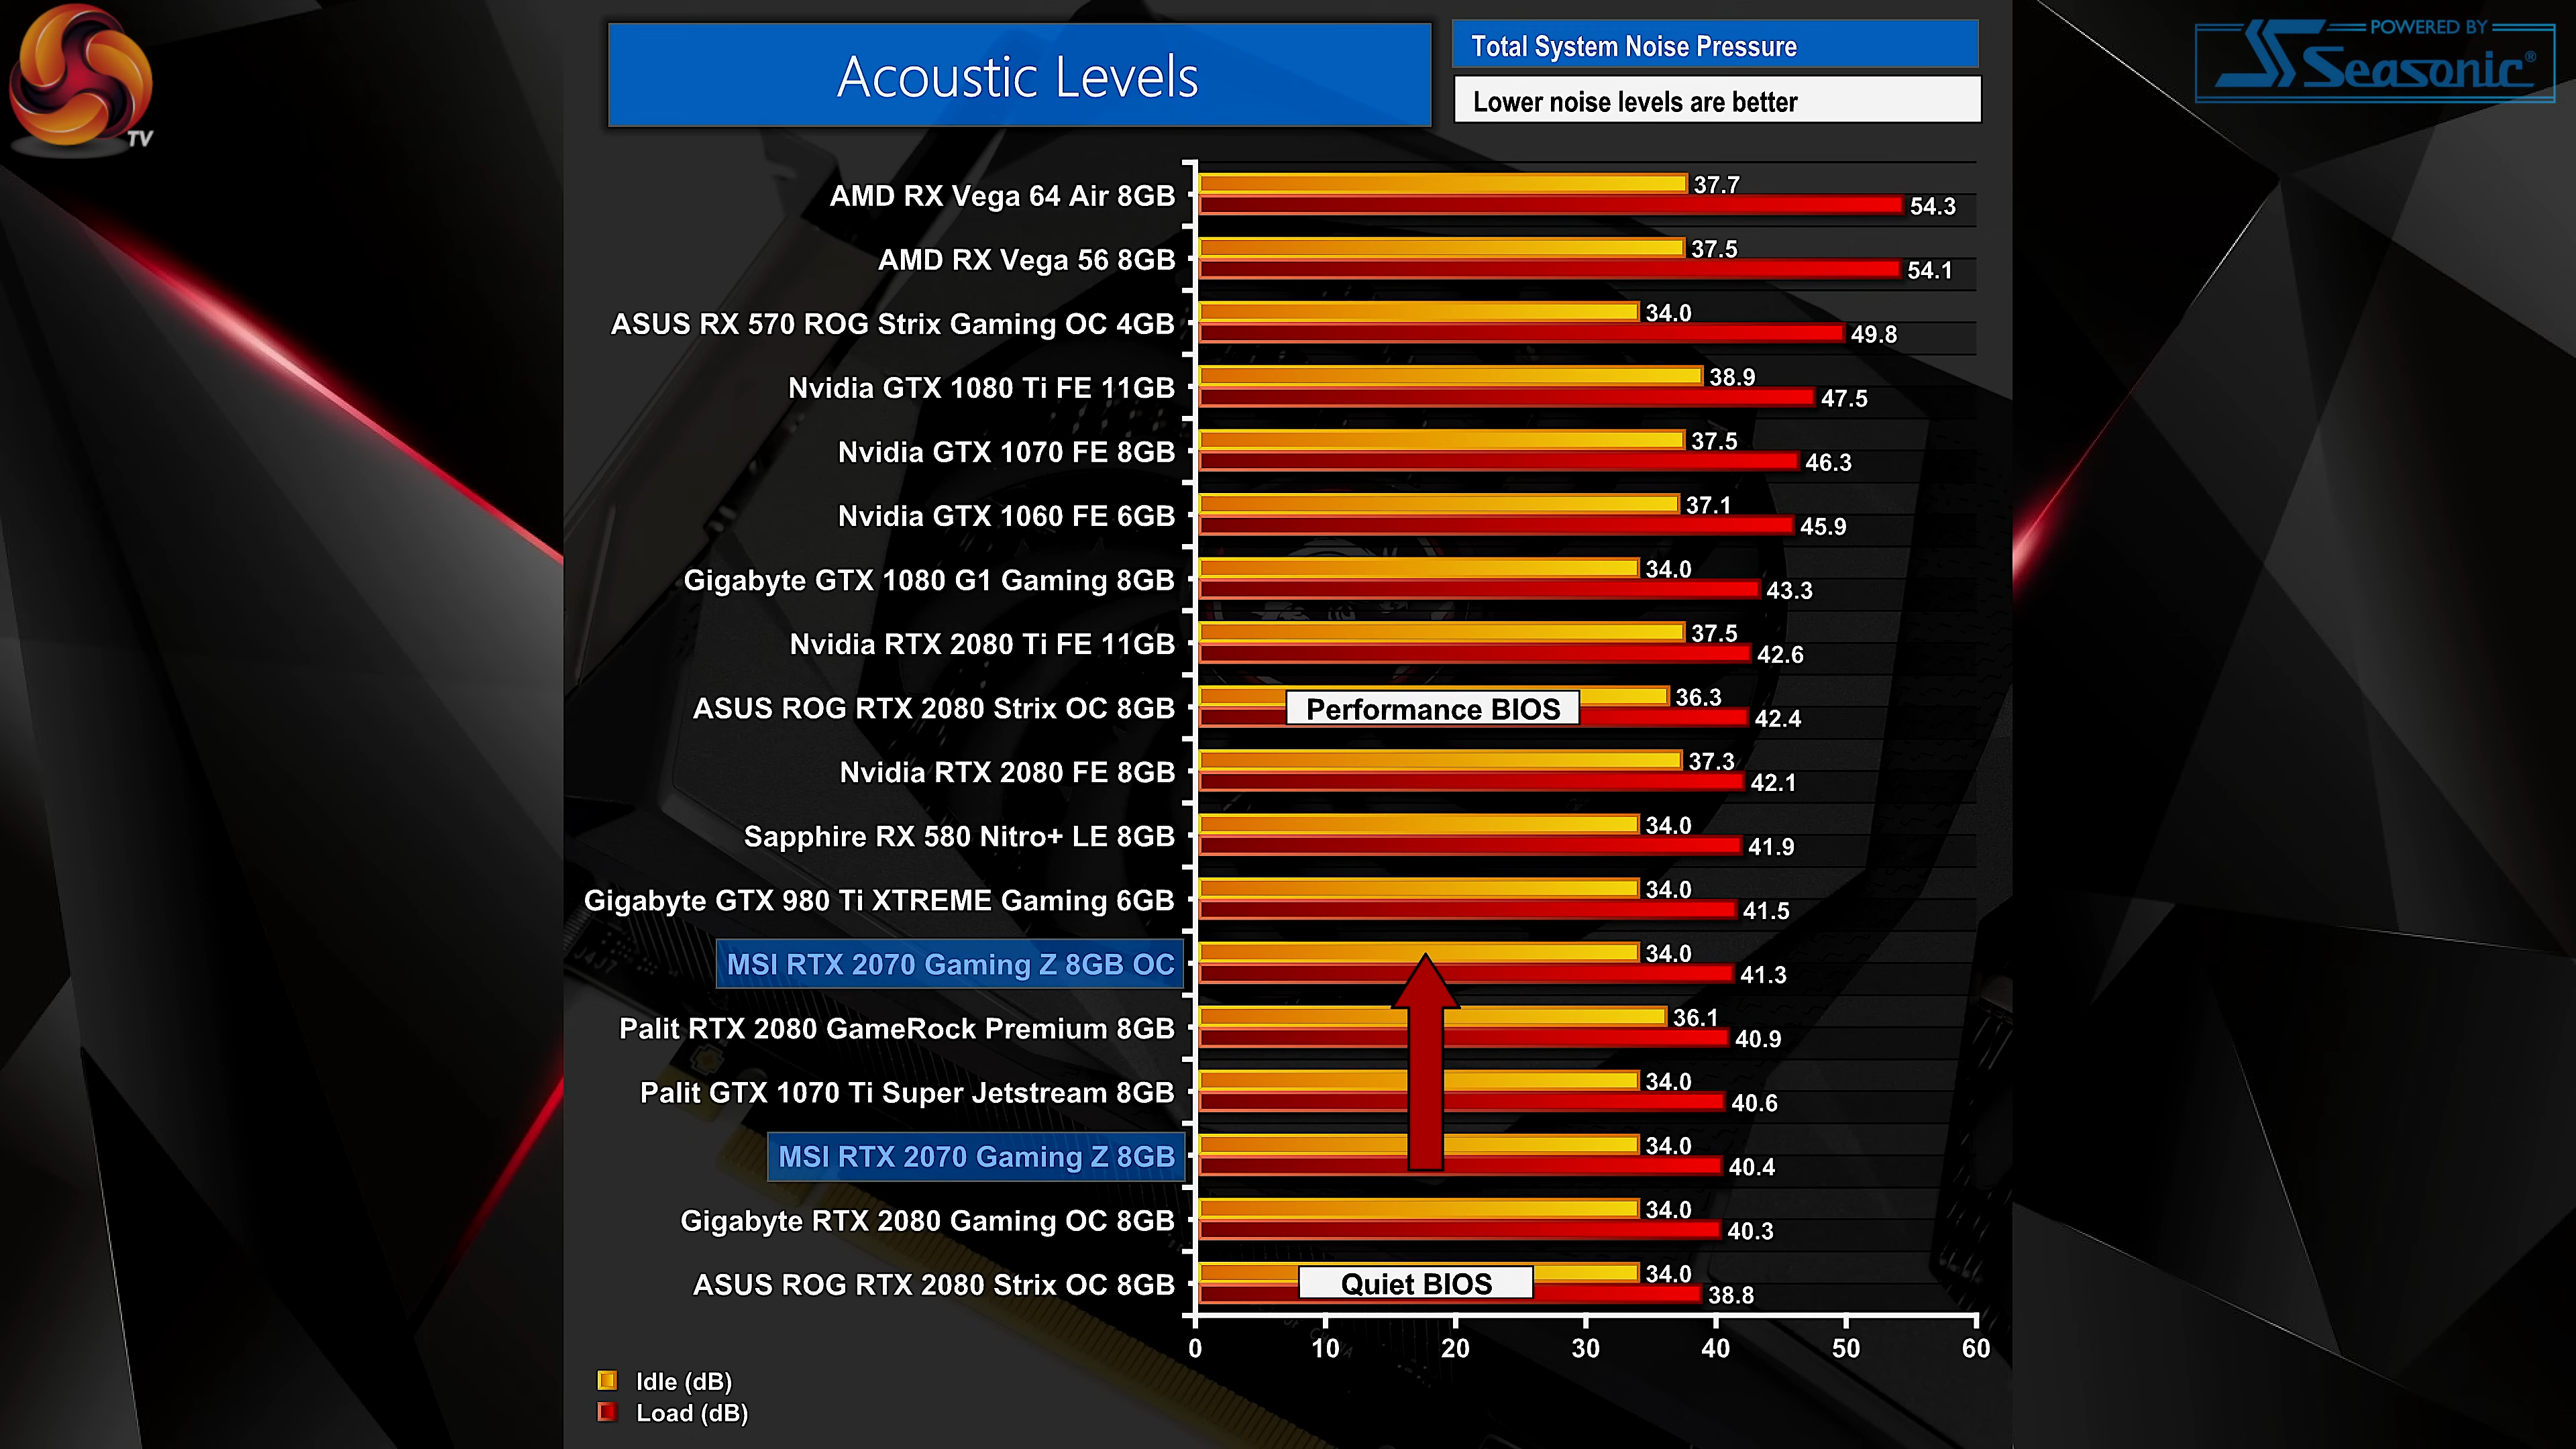 TV
Acoustic Levels
Total System Noise Pressure
Lower noise levels are better
POWERED BY
Seasonic®
AMD RX Vega 64 Air 8GB 37.7
54.3
AMD RX Vega 56 8GB 37.5
54.1
ASUS RX 570 ROG Strix Gaming OC 4GB 34.0
49.8
Nvidia GTX 1080 Ti FE 11GB 38.9
47.5
Nvidia GTX 1070 FE 8GB 37.5
46.3
Nvidia GTX 1060 FE 6GB 37.1
45.9
Gigabyte GTX 1080 G1 Gaming 8GB 34.0
43.3
Nvidia RTX 2080 Ti FE 11GB 37.5
42.6
ASUS ROG RTX 2080 Strix OC 8GB Performance BIOS 36.3
42.4
Nvidia RTX 2080 FE 8GB 37.3
42.1
Sapphire RX 580 Nitro+ LE 8GB 34.0
41.9
Gigabyte GTX 980 Ti XTREME Gaming 6GB 34.0
41.5
MSI RTX 2070 Gaming Z 8GB OC 34.0
41.3
Palit RTX 2080 GameRock Premium 8GB 36.1
40.9
Palit GTX 1070 Ti Super Jetstream 8GB 34.0
40.6
MSI RTX 2070 Gaming Z 8GB 34.0
40.4
Gigabyte RTX 2080 Gaming OC 8GB 34.0
40.3
ASUS ROG RTX 2080 Strix OC 8GB Quiet BIOS 34.0
38.8
0 10 20 30 40 50 60
Idle (dB)
Load (dB)